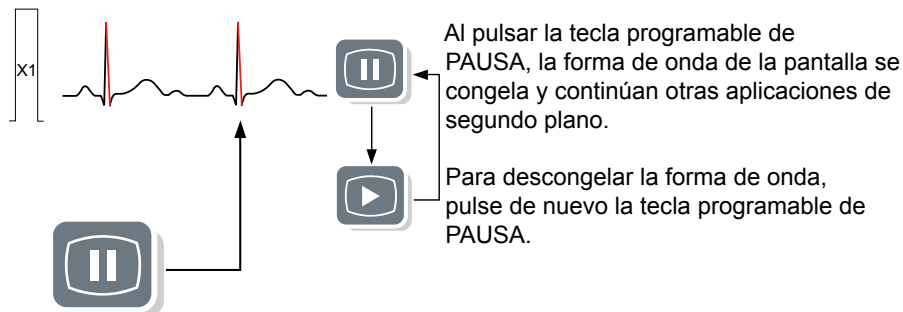 X1
Al pulsar la tecla programable de
PAUSA, la forma de onda de la pantalla se
congela y continúan otras aplicaciones de
segundo plano.
Para descongelar la forma de onda,
pulse de nuevo la tecla programable de
PAUSA.